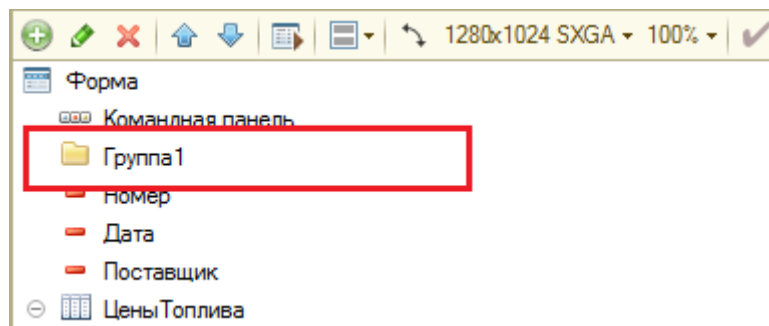 1280x1024 SXGA 100%
Форма
Командная панель
Группа1
Номер
Дата
Поставщик
ЦеныТоплива